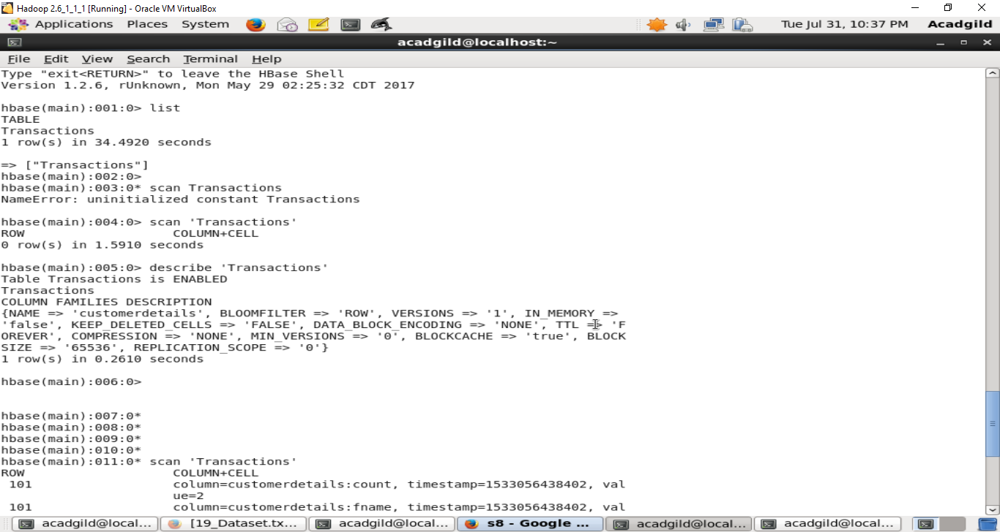 Hadoop 2.6_1_1_1 [Running] - Oracle VM VirtualBox
Applications Places System Tue Jul 31, 10:37 PM Acadgild
acadgild@localhost:~
File Edit View Search Terminal Help
Type "exit<RETURN>" to leave the HBase Shell
Version 1.2.6, rUnknown, Mon May 29 02:25:32 CDT 2017
hbase(main):001:0> list
TABLE
Transactions
1 row(s) in 34.4920 seconds
=> ["Transactions"]
hbase(main):002:0>
hbase(main):003:0* scan Transactions
NameError: uninitialized constant Transactions
hbase(main):004:0> scan 'Transactions'
ROW COLUMN+CELL
0 row(s) in 1.5910 seconds
hbase(main):005:0> describe 'Transactions'
Table Transactions is ENABLED
Transactions
COLUMN FAMILIES DESCRIPTION
{NAME => 'customerdetails', BLOOMFILTER => 'ROW', VERSIONS => '1', IN_MEMORY =>
'false', KEEP_DELETED_CELLS => 'FALSE', DATA_BLOCK_ENCODING => 'NONE', TTL => 'F
OREVER', COMPRESSION => 'NONE', MIN_VERSIONS => '0', BLOCKCACHE => 'true', BLOCK
SIZE => '65536', REPLICATION_SCOPE => '0'}
1 row(s) in 0.2610 seconds
hbase(main):006:0>
hbase(main):007:0*
hbase(main):008:0*
hbase(main):009:0*
hbase(main):010:0*
hbase(main):011:0* scan 'Transactions'
ROW COLUMN+CELL
101 column=customerdetails:count, timestamp=1533056438402, val
ue=2
101 column=customerdetails:fname, timestamp=1533056438402, val
acadgild@local... [19_Dataset.tx... acadgild@local... s8 - Google ... acadgild@local... acadgild@local...